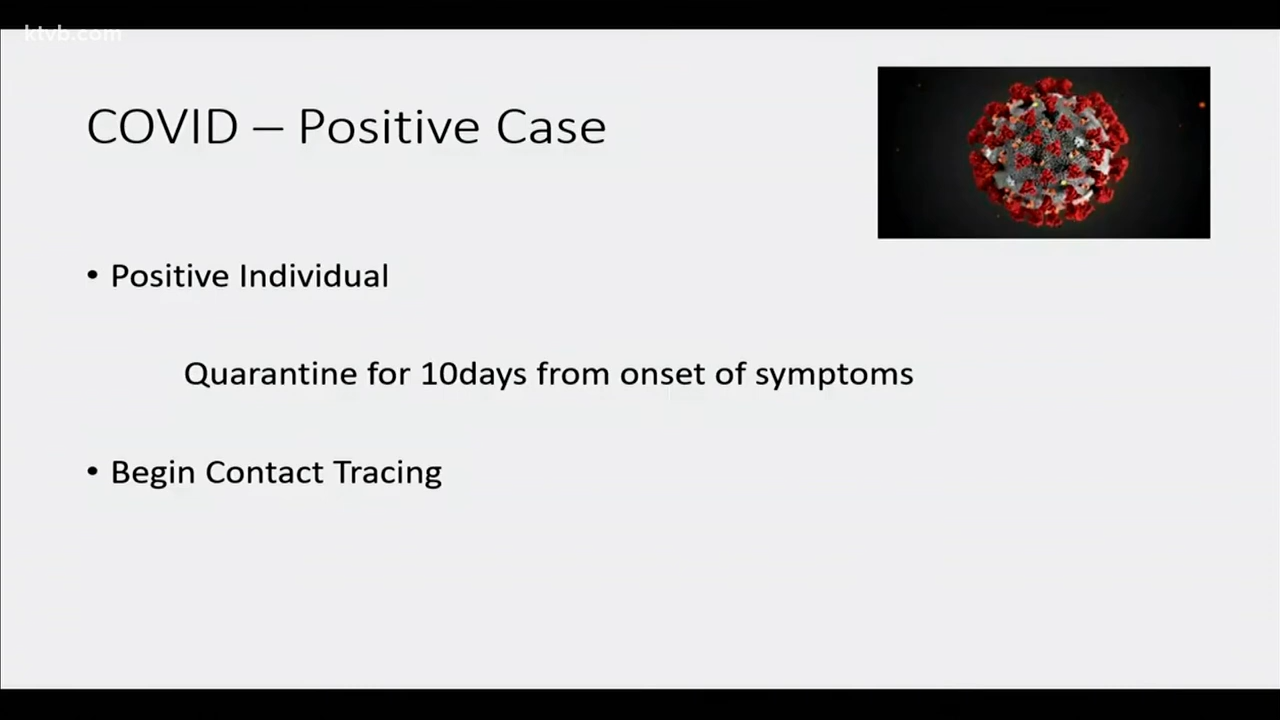 ktvb.com
COVID – Positive Case
• Positive Individual
Quarantine for 10days from onset of symptoms
• Begin Contact Tracing